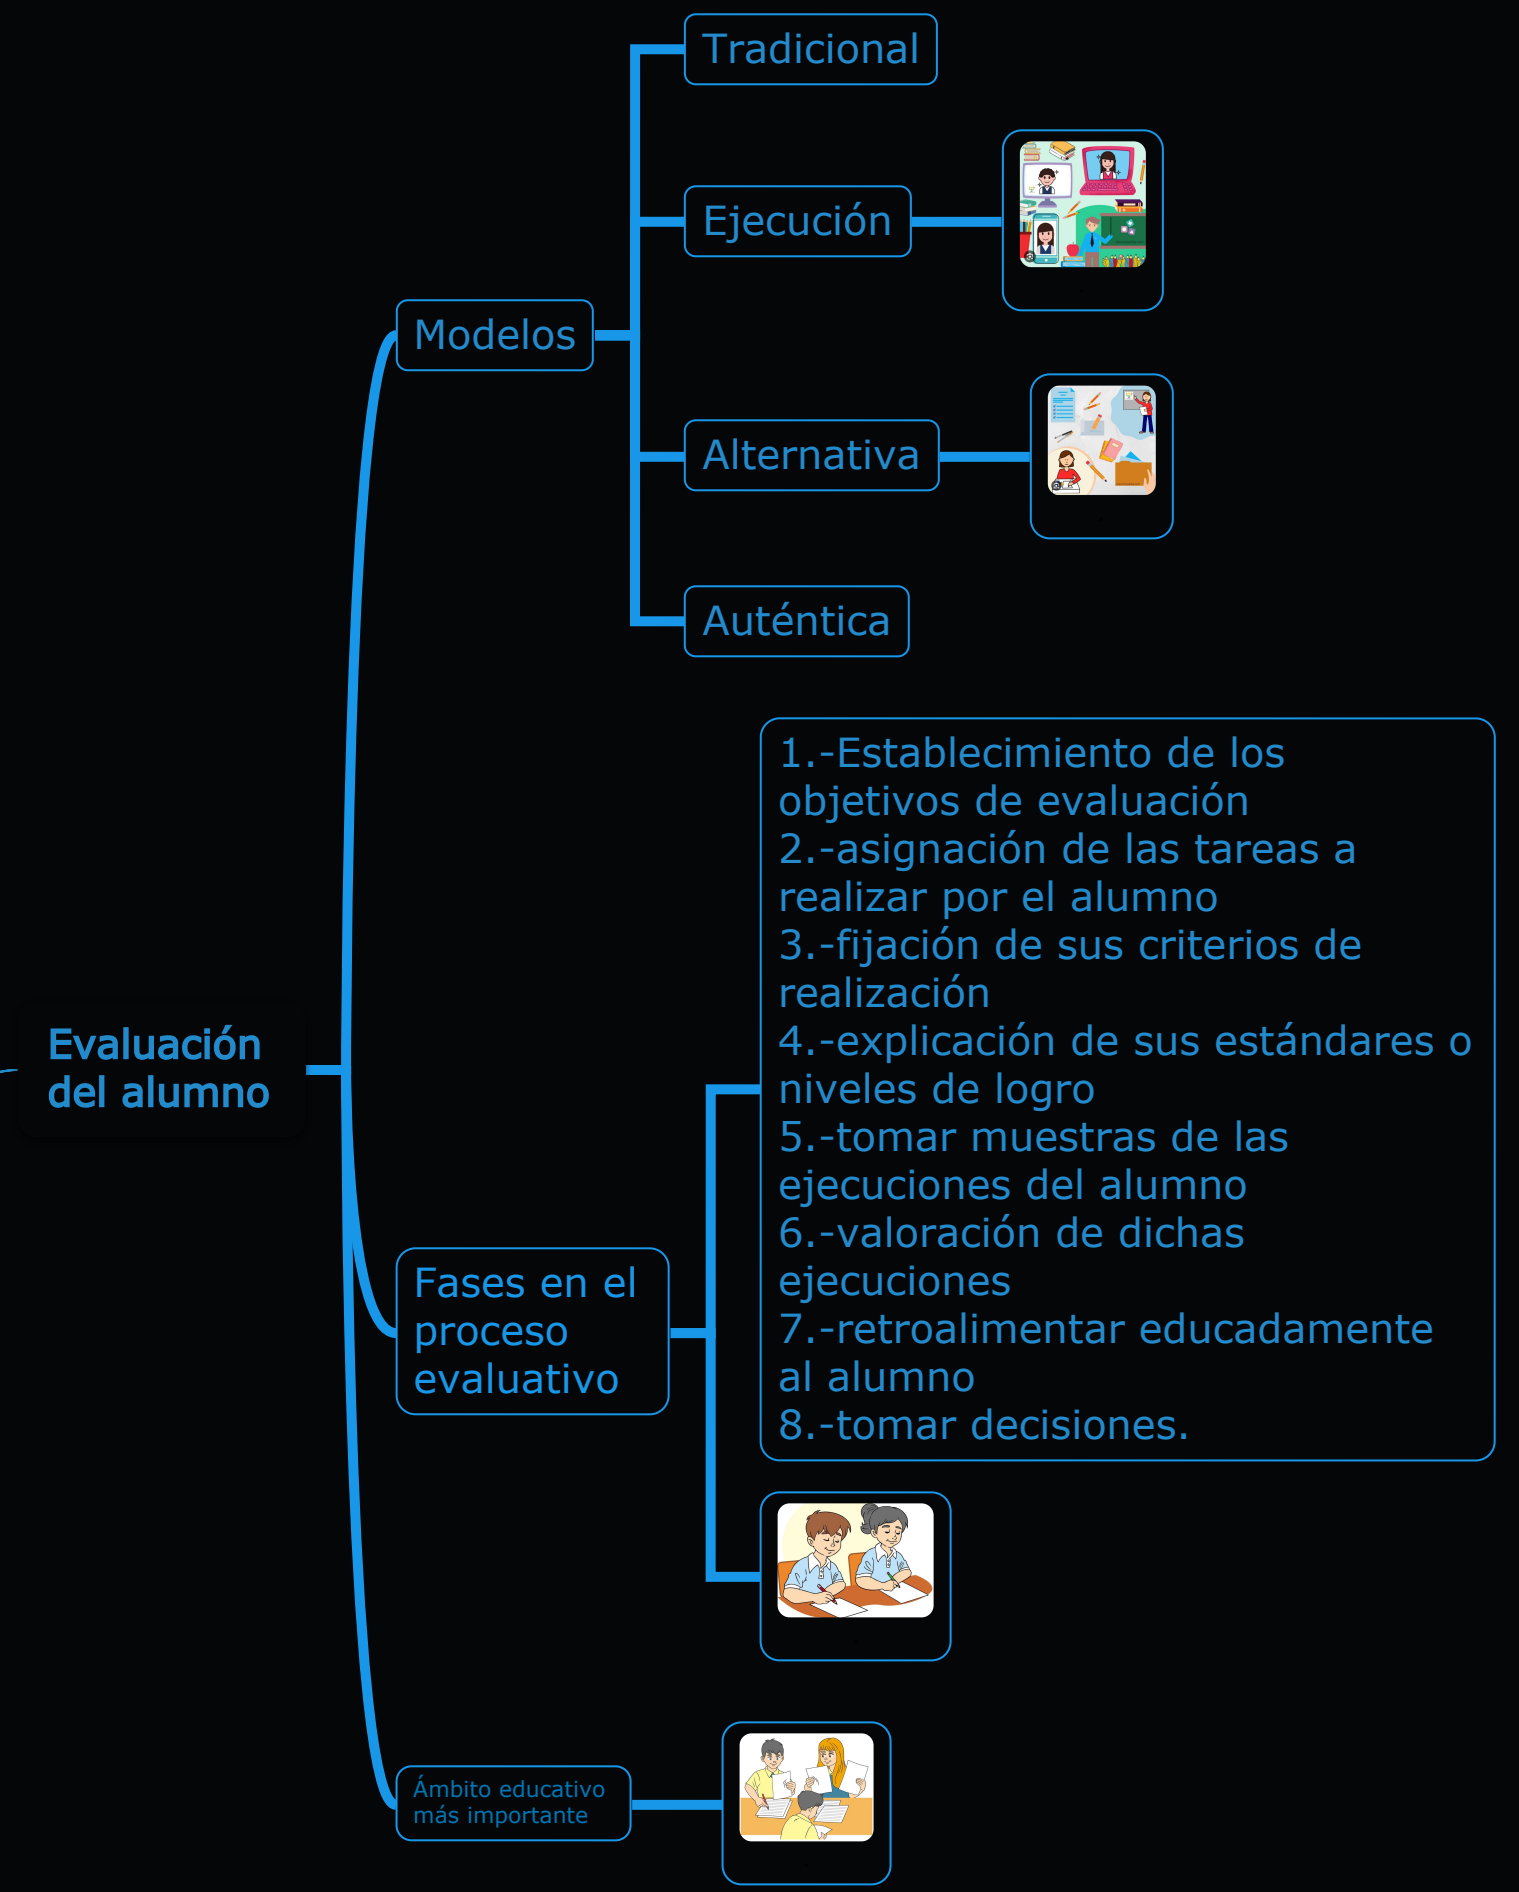 Tradicional
Ejecución
Modelos
Alternativa
Auténtica
Evaluación
del alumno
1.-Establecimiento de los
objetivos de evaluación
2.-asignación de las tareas a
realizar por el alumno
3.-fijación de sus criterios de
realización
4.-explicación de sus estándares o
niveles de logro
5.-tomar muestras de las
ejecuciones del alumno
6.-valoración de dichas
ejecuciones
7.-retroalimentar educadamente
al alumno
8.-tomar decisiones.
Fases en el
proceso
evaluativo
Ámbito educativo
más importante